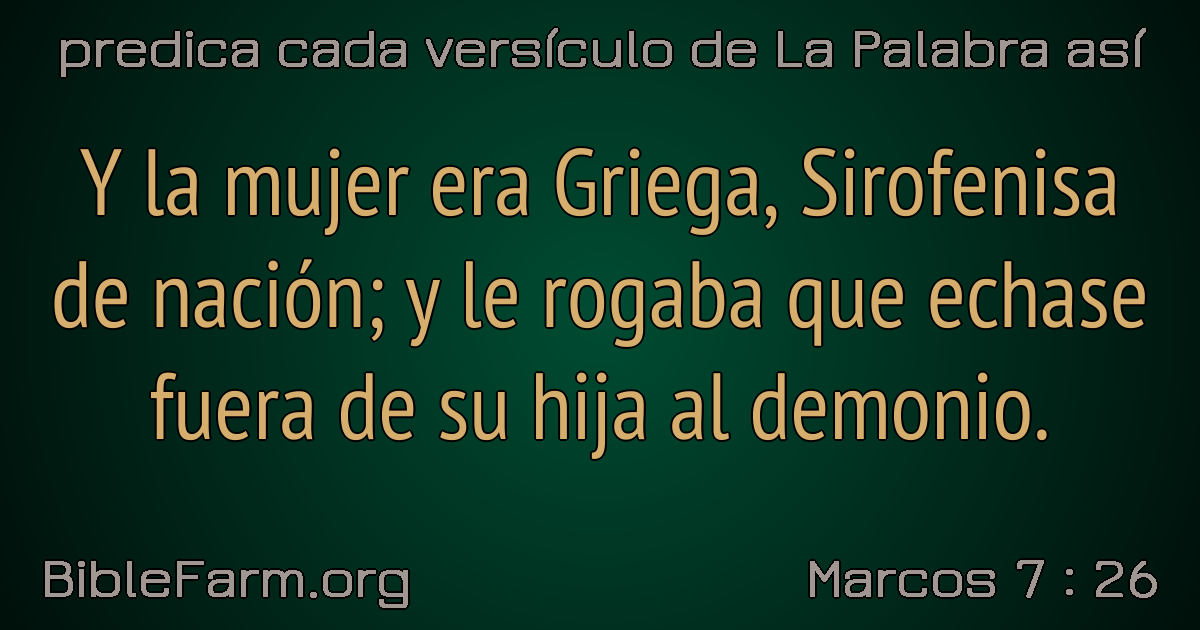 predica cada versículo de La Palabra así
Y la mujer era Griega, Sirofenisa
de nación; y le rogaba que echase
fuera de su hija al demonio.
BibleFarm.org
Marcos 7 : 26